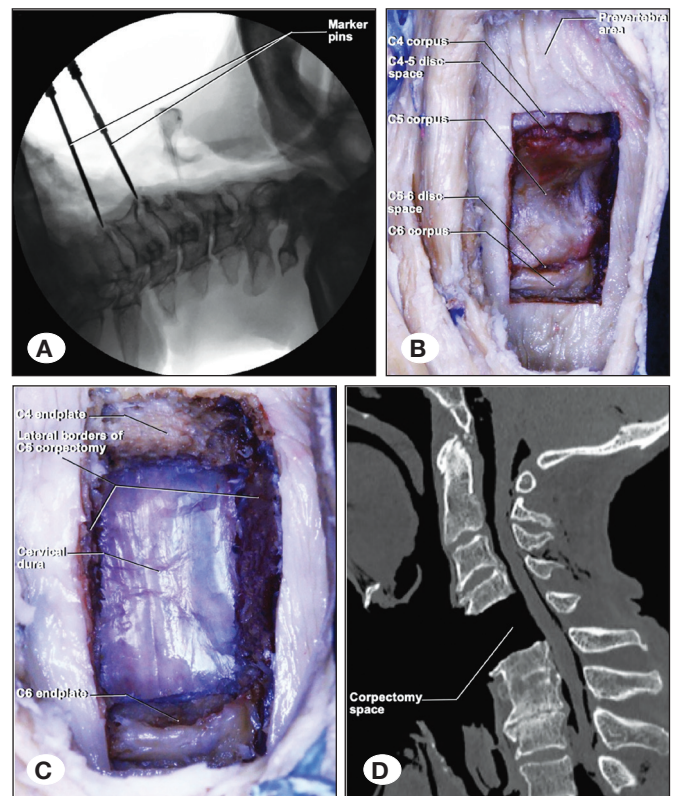 Marker
pins
A
Prevertebra
area
C4 corpus
C4-5 disc
space
C5 corpus
C5-6 disc
space
C6 corpus
B
C4 endplate
Lateral borders of
C5 corpectomy
Cervical
dura
C6 endplate
C
Corpectomy
space
D